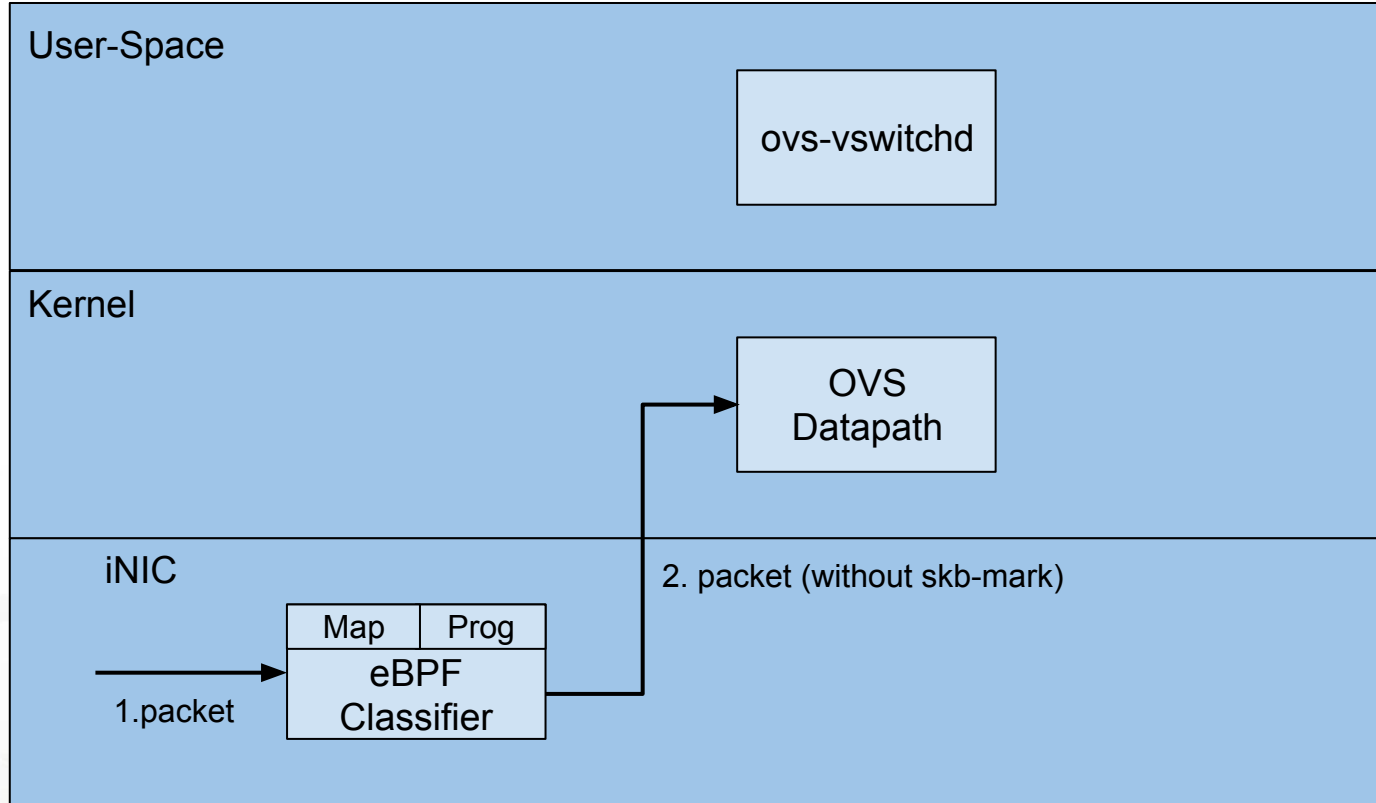 User-Space
ovs-vswitchd
Kernel
OVS
Datapath
iNIC
2. packet (without skb-mark)
Map
Prog
eBPF
Classifier
1.packet